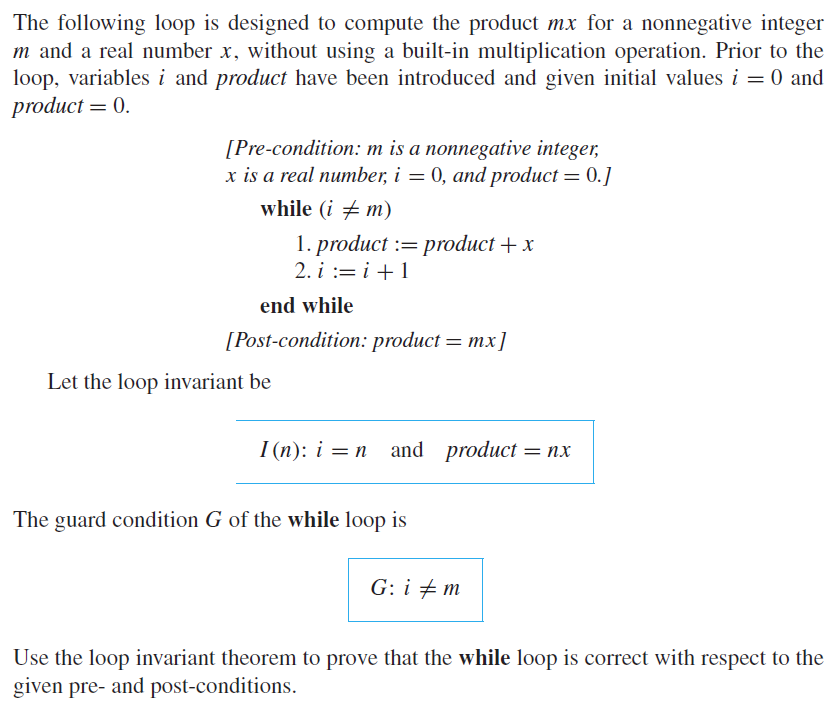 The following loop is designed to compute the product mx for a nonnegative integer
m and a real number x, without using a built-in multiplication operation. Prior to the
loop, variables i and product have been introduced and given initial values i = 0 and
product = 0.
[Pre-condition: m is a nonnegative integer,
x is a real number, i = 0, and product = 0.]
while (i ≠ m)
1. product := product + x
2. i := i + 1
end while
[Post-condition: product = mx]
Let the loop invariant be
I(n): i = n and product = nx
The guard condition G of the while loop is
G: i ≠ m
Use the loop invariant theorem to prove that the while loop is correct with respect to the
given pre- and post-conditions.